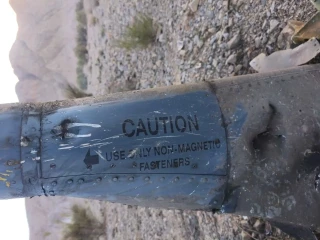 CAUTION
USE ONLY NON-MAGNETIC
FASTENERS